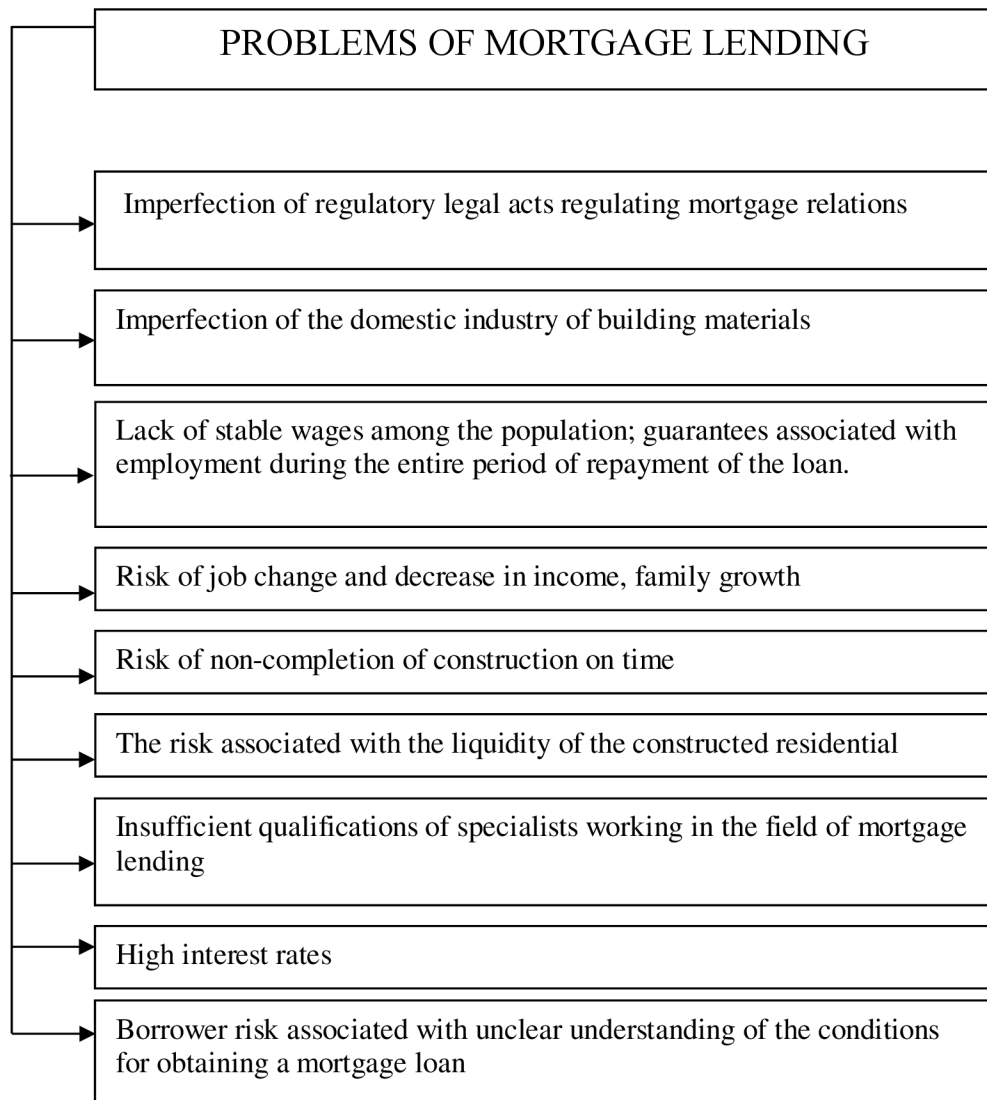 PROBLEMS OF MORTGAGE LENDING
Imperfection of regulatory legal acts regulating mortgage relations
Imperfection of the domestic industry of building materials
Lack of stable wages among the population; guarantees associated with
employment during the entire period of repayment of the loan.
Risk of job change and decrease in income, family growth
Risk of non-completion of construction on time
The risk associated with the liquidity of the constructed residential
Insufficient qualifications of specialists working in the field of mortgage
lending
High interest rates
Borrower risk associated with unclear understanding of the conditions
for obtaining a mortgage loan